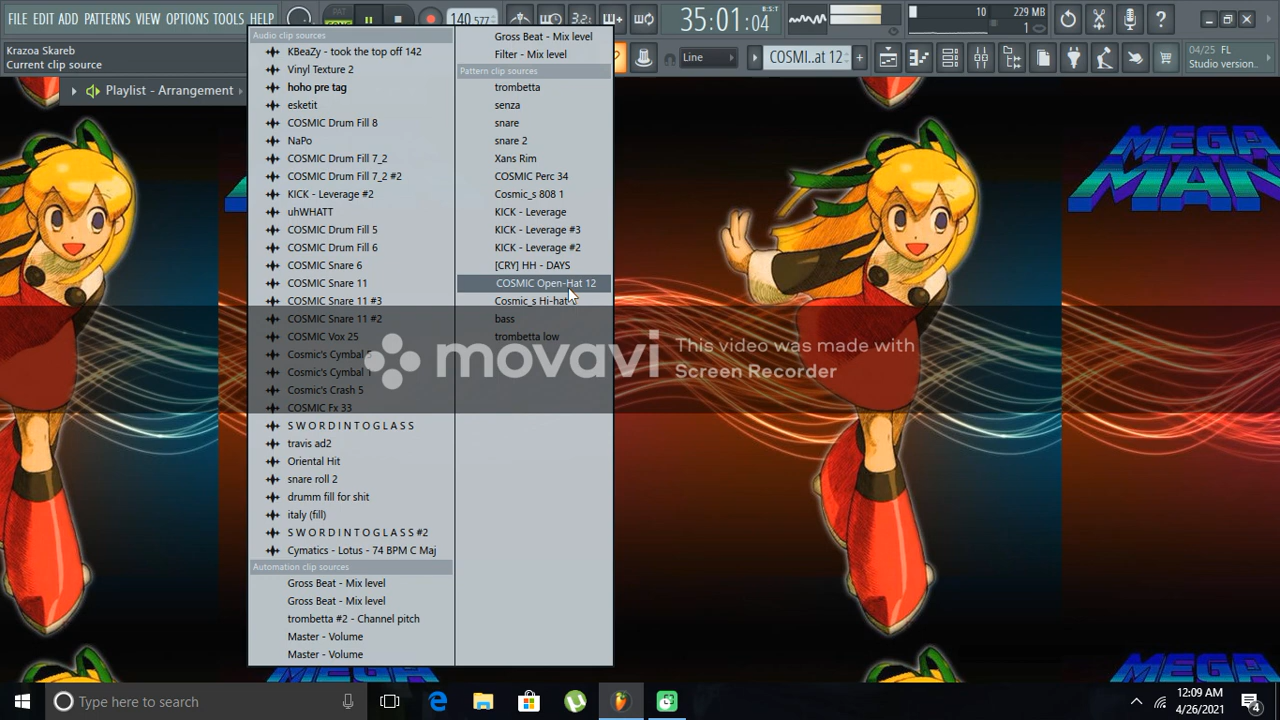 FILE EDIT ADD PATTERNS VIEW OPTIONS TOOLS HELP
PAT
SONG
140.577
3.2
35:01:04
B:S:T
10
229 MB
1
Krazoa Skareb
Current clip source
Line
COSMI..at 12
04/25 FL
Studio version..
Playlist - Arrangement
Audio clip sources
KBeaZy - took the top off 142
Vinyl Texture 2
hoho pre tag
esketit
COSMIC Drum Fill 8
NaPo
COSMIC Drum Fill 7_2
COSMIC Drum Fill 7_2 #2
KICK - Leverage #2
uhWHATT
COSMIC Drum Fill 5
COSMIC Drum Fill 6
COSMIC Snare 6
COSMIC Snare 11
COSMIC Snare 11 #3
COSMIC Snare 11 #2
COSMIC Vox 25
Cosmic's Cymbal
Cosmic's Cymbal 1
Cosmic's Crash 5
COSMIC Fx 33
S W O R D I N T O G L A S S
travis ad2
Oriental Hit
snare roll 2
drumm fill for shit
italy (fill)
S W O R D I N T O G L A S S #2
Cymatics - Lotus - 74 BPM C Maj
Automation clip sources
Gross Beat - Mix level
Gross Beat - Mix level
trombetta #2 - Channel pitch
Master - Volume
Master - Volume
Gross Beat - Mix level
Filter - Mix level
Pattern clip sources
trombetta
senza
snare
snare 2
Xans Rim
COSMIC Perc 34
Cosmic_s 808 1
KICK - Leverage
KICK - Leverage #3
KICK - Leverage #2
[CRY] HH - DAYS
COSMIC Open-Hat 12
Cosmic_s Hi-hat
bass
trombetta low
movavi
This video was made with
Screen Recorder
MEGA
MAN
MEGA
MAN
Type here to search
12:09 AM
4/26/2021
4